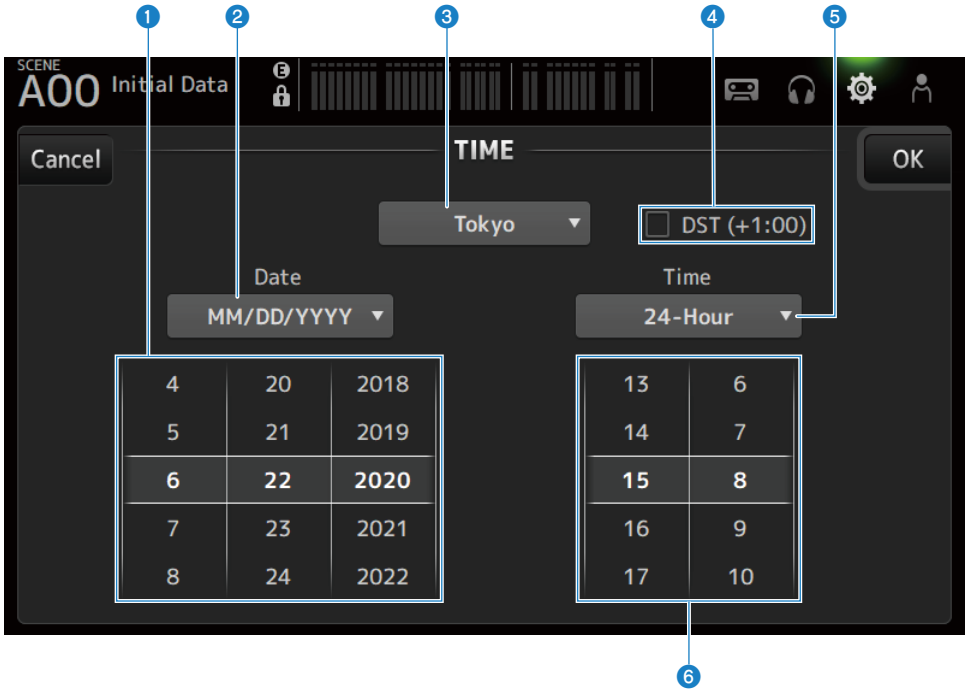 1 2 3 4 5
SCENE
A00 Initial Data E
Cancel TIME OK
Tokyo ▼ DST (+1:00)
Date Time
MM/DD/YYYY ▼ 24-Hour ▼
4 20 2018 13 6
5 21 2019 14 7
6 22 2020 15 8
7 23 2021 16 9
8 24 2022 17 10
6